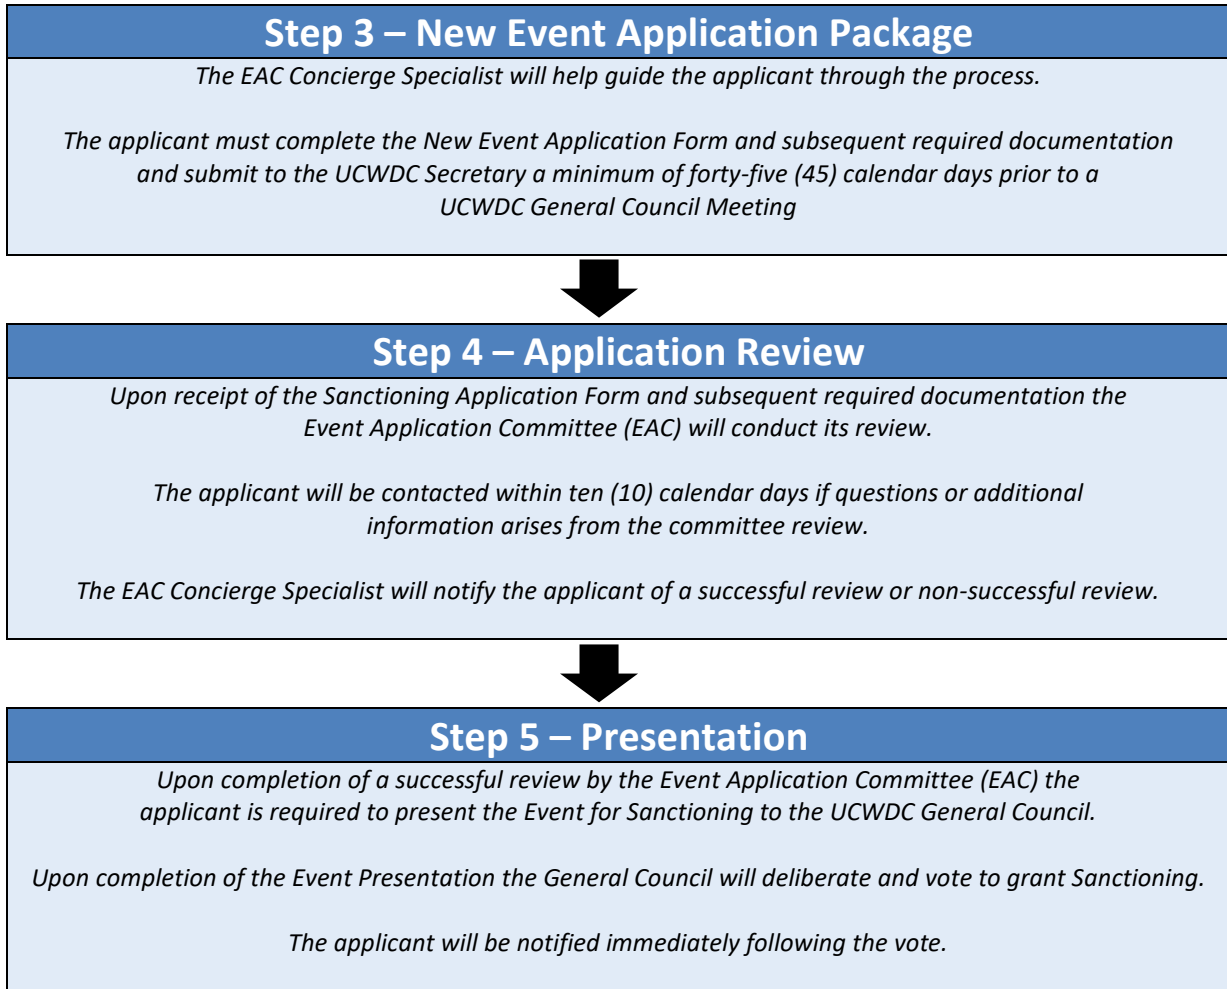 Step 3 – New Event Application Package
The EAC Concierge Specialist will help guide the applicant through the process.
The applicant must complete the New Event Application Form and subsequent required documentation
and submit to the UCWDC Secretary a minimum of forty-five (45) calendar days prior to a
UCWDC General Council Meeting
Step 4 – Application Review
Upon receipt of the Sanctioning Application Form and subsequent required documentation the
Event Application Committee (EAC) will conduct its review.
The applicant will be contacted within ten (10) calendar days if questions or additional
information arises from the committee review.
The EAC Concierge Specialist will notify the applicant of a successful review or non-successful review.
Step 5 – Presentation
Upon completion of a successful review by the Event Application Committee (EAC) the
applicant is required to present the Event for Sanctioning to the UCWDC General Council.
Upon completion of the Event Presentation the General Council will deliberate and vote to grant Sanctioning.
The applicant will be notified immediately following the vote.